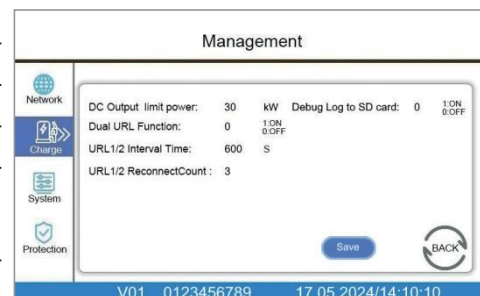 Management
Network
Charge
System
Protection
DC Output limit power: 30 kW Debug Log to SD card: 0 1:ON 0:OFF
Dual URL Function: 0 1:ON 0:OFF
URL1/2 Interval Time: 600 S
URL1/2 ReconnectCount : 3
Save
BACK
V01 0123456789 17.05.2024/14:10:10